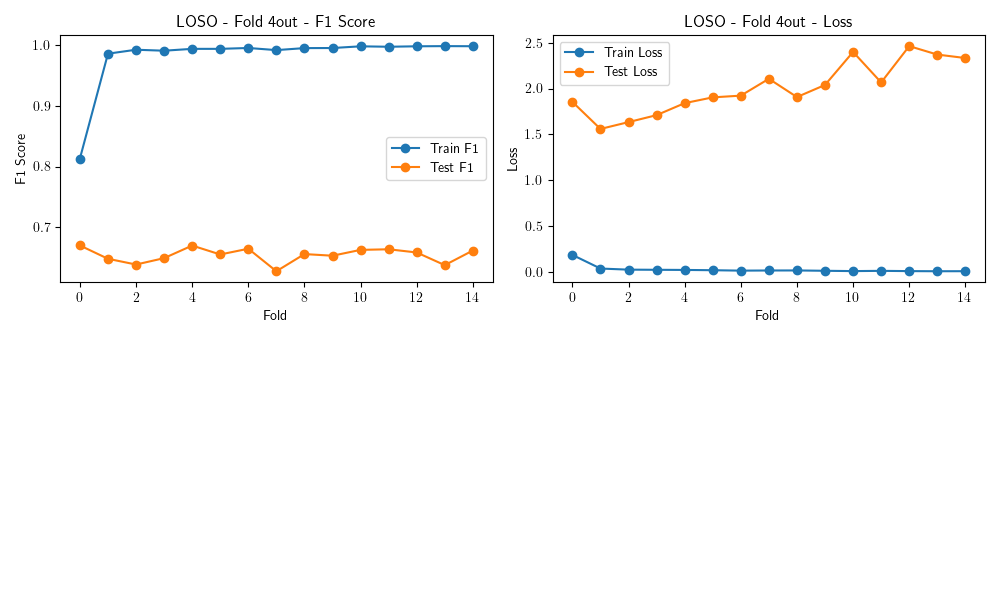 LOSO - Fold 4out - F1 Score
1.0
0.9
0.8
0.7
F1 Score
Train F1
Test F1
0 2 4 6 8 10 12 14
Fold
LOSO - Fold 4out - Loss
2.5
2.0
1.5
1.0
0.5
0.0
Loss
Train Loss
Test Loss
0 2 4 6 8 10 12 14
Fold